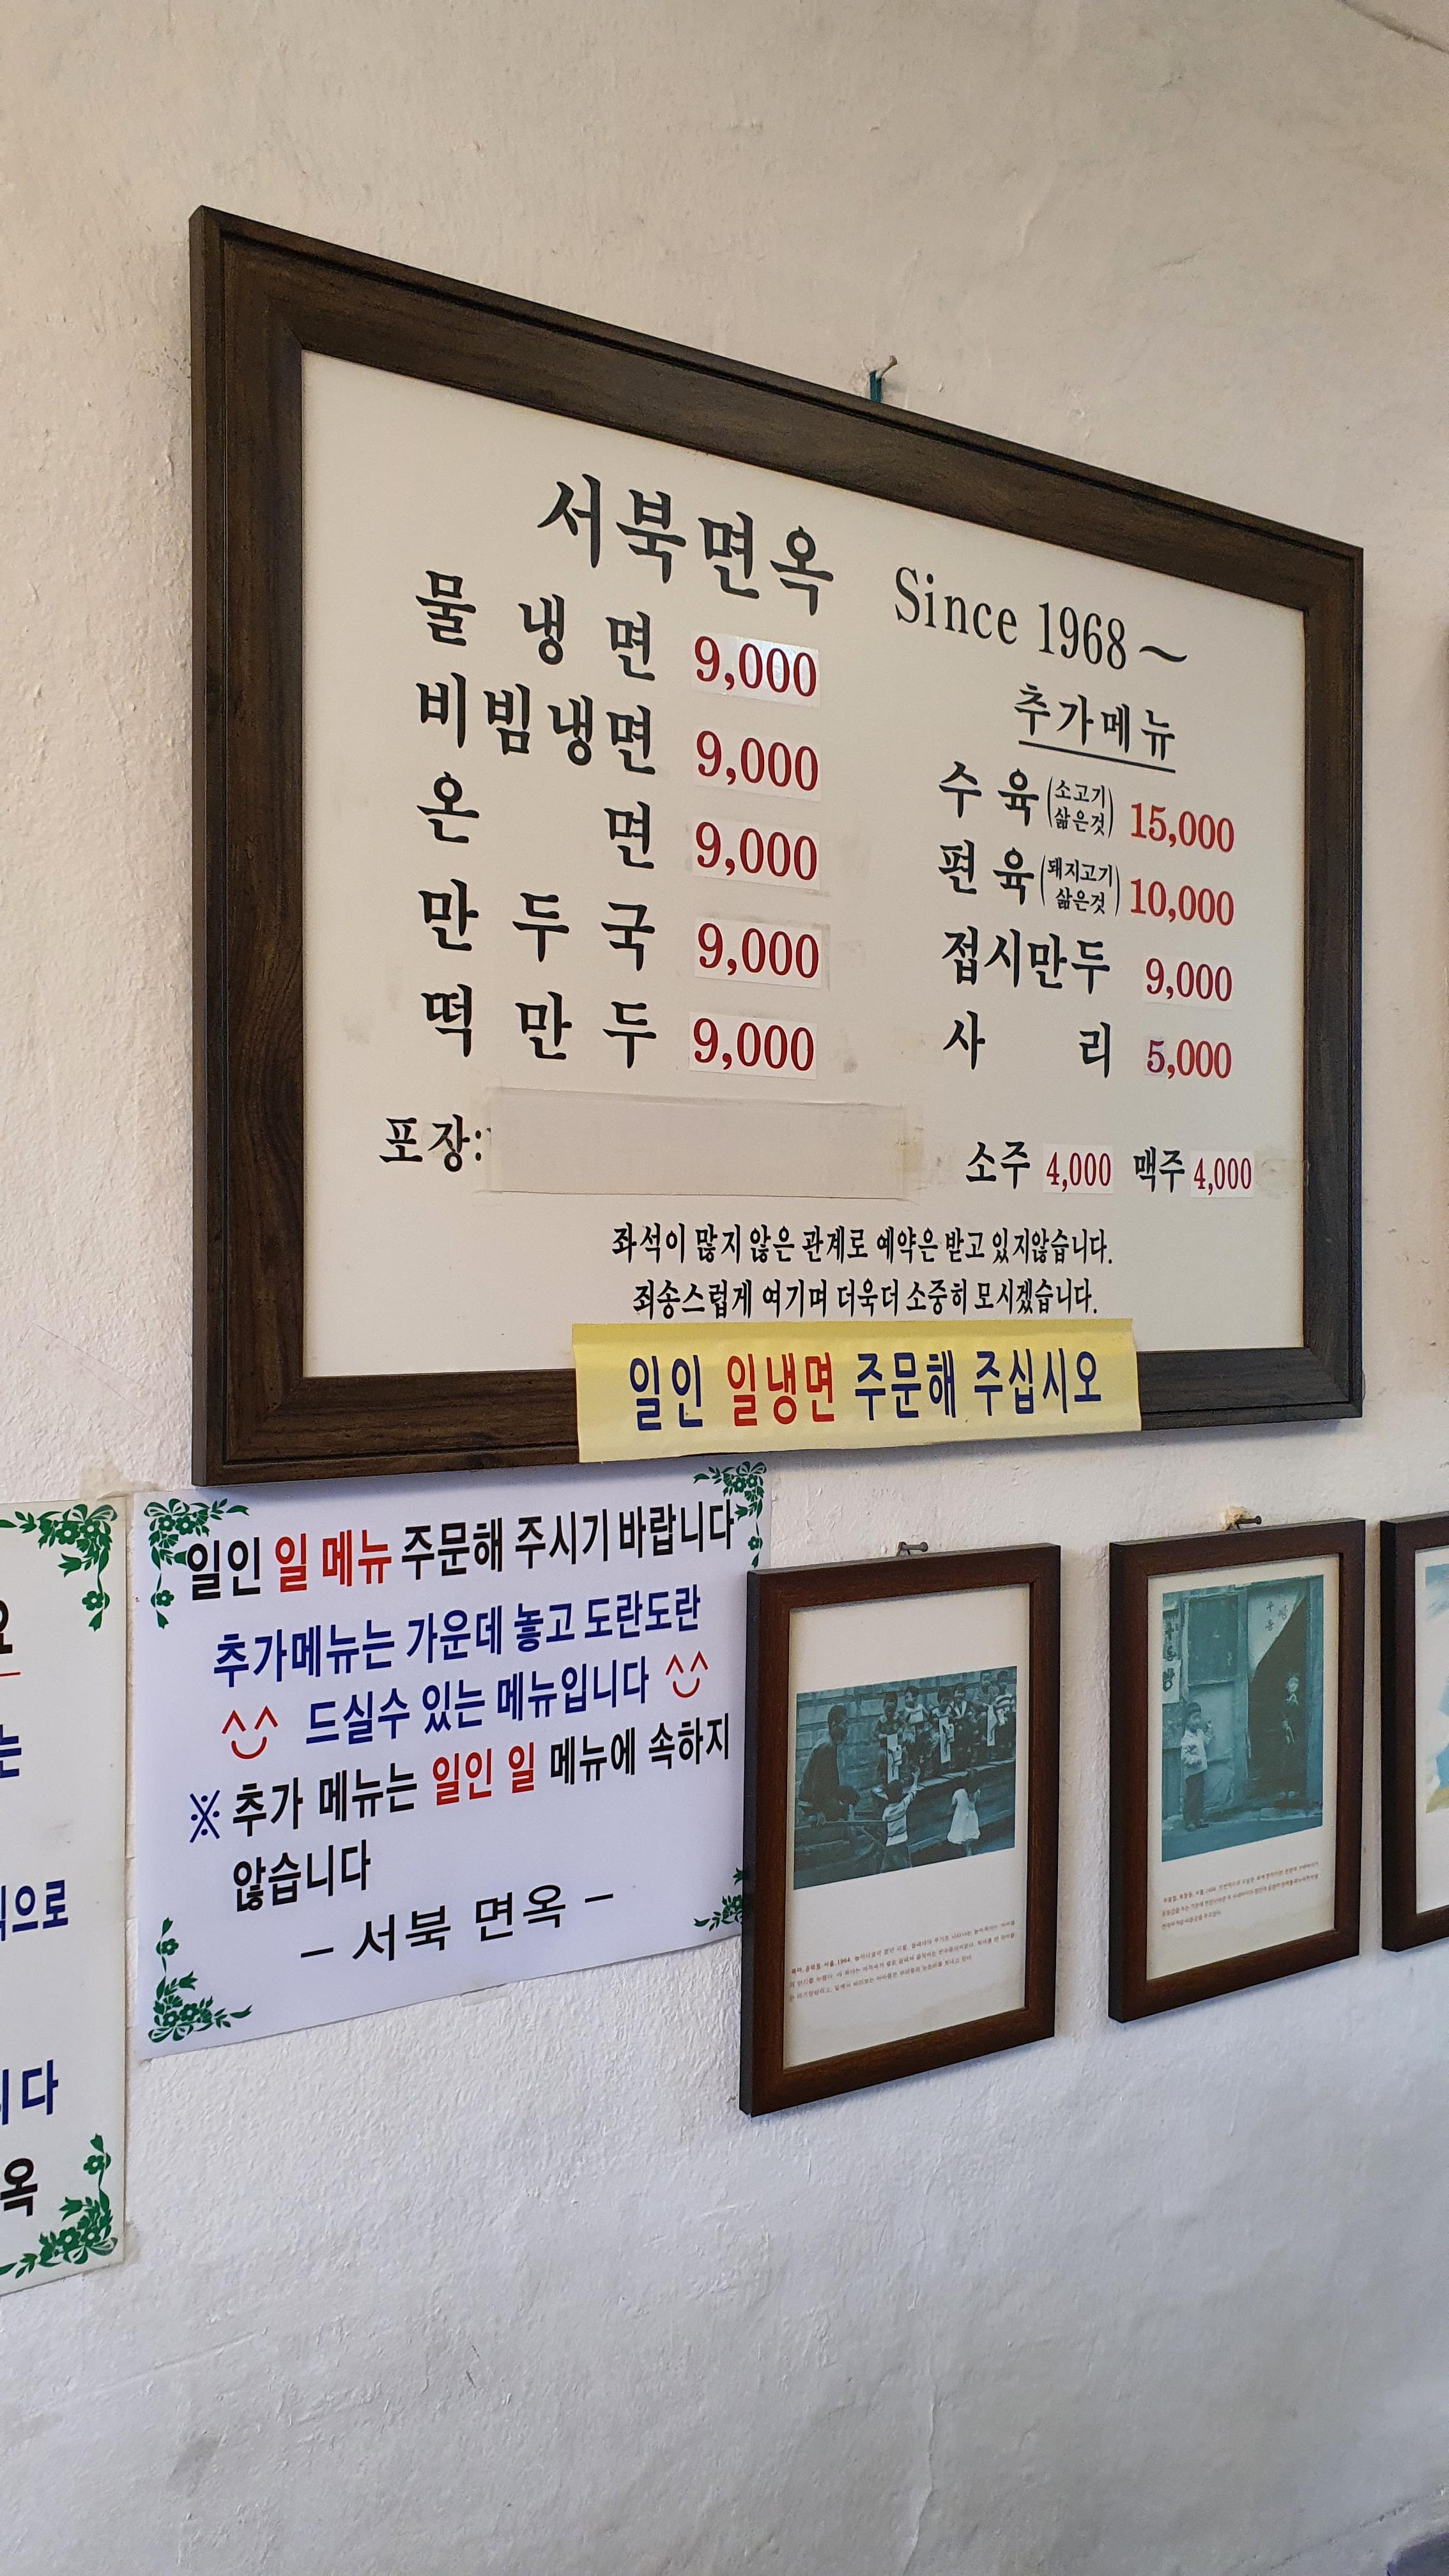 서북면옥 Since 1968~
물냉면 9,000
비빔냉면 9,000
온면 9,000
만두국 9,000
떡만두 9,000
포장:
추가메뉴
수육(소고기 삶은것) 15,000
편육(돼지고기 삶은것) 10,000
접시만두 9,000
사리 5,000
소주 4,000 맥주 4,000
좌석이 많지 않은 관계로 예약은 받고 있지않습니다.
죄송스럽게 여기며 더욱더 소중히 모시겠습니다.
일인 일냉면 주문해 주십시오
일인 일 메뉴 주문해 주시기 바랍니다
추가메뉴는 가운데 놓고 도란도란
^^ 드실수 있는 메뉴입니다 ^^
※ 추가 메뉴는 일인 일 메뉴에 속하지
않습니다
- 서북 면옥 -
요
는
식으로
니다
옥